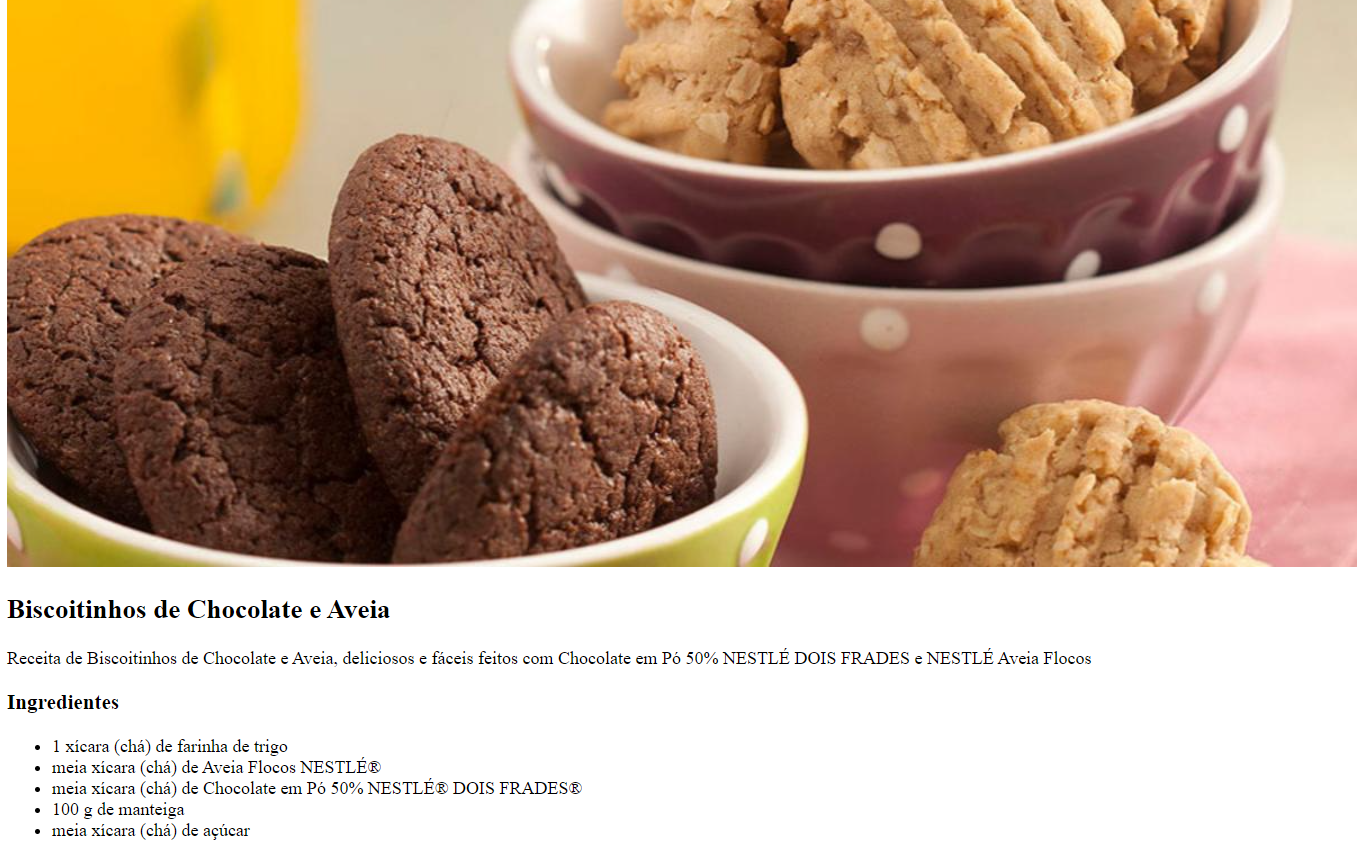 Biscoitinhos de Chocolate e Aveia
Receita de Biscoitinhos de Chocolate e Aveia, deliciosos e fáceis feitos com Chocolate em Pó 50% NESTLÉ DOIS FRADES e NESTLÉ Aveia Flocos
Ingredientes
1 xícara (chá) de farinha de trigo
meia xícara (chá) de Aveia Flocos NESTLÉ®
meia xícara (chá) de Chocolate em Pó 50% NESTLÉ® DOIS FRADES®
100 g de manteiga
meia xícara (chá) de açúcar